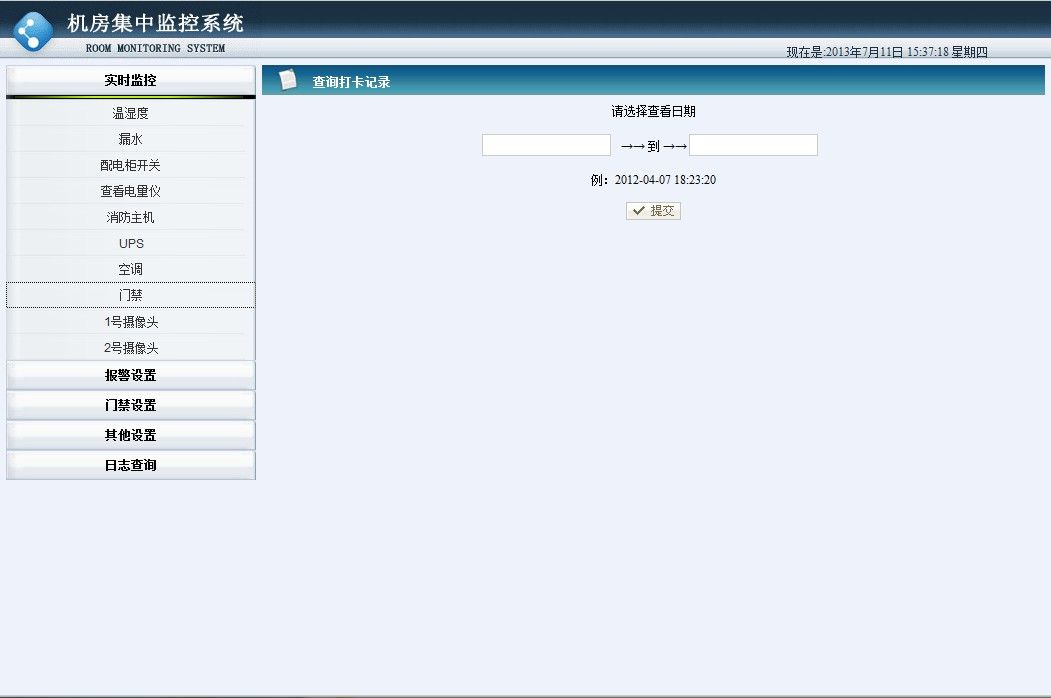 机房集中监控系统
ROOM MONITORING SYSTEM
现在是:2013年7月11日 15:37:18 星期四
实时监控
温湿度
漏水
配电柜开关
查看电量仪
消防主机
UPS
空调
门禁
1号摄像头
2号摄像头
报警设置
门禁设置
其他设置
日志查询
查询打卡记录
请选择查看日期
→→到→→
例：2012-04-07 18:23:20
提交